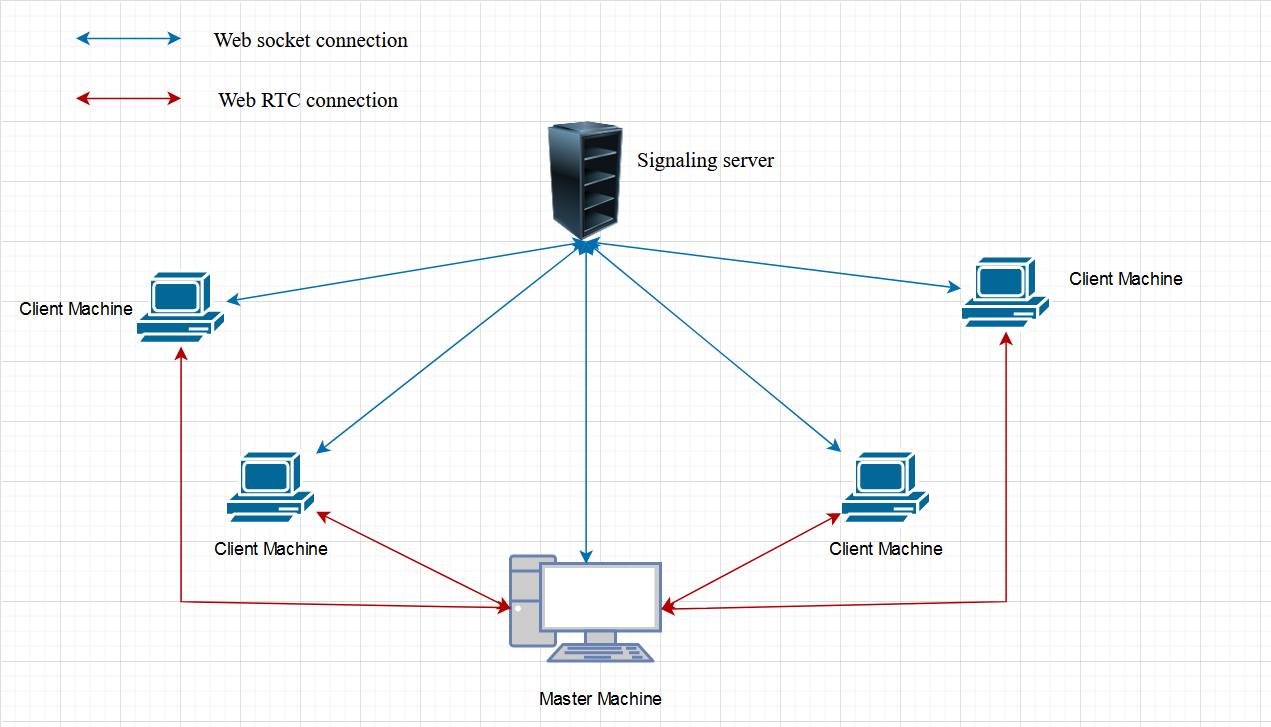 Web socket connection
Web RTC connection
Signaling server
Client Machine
Client Machine
Client Machine
Client Machine
Master Machine